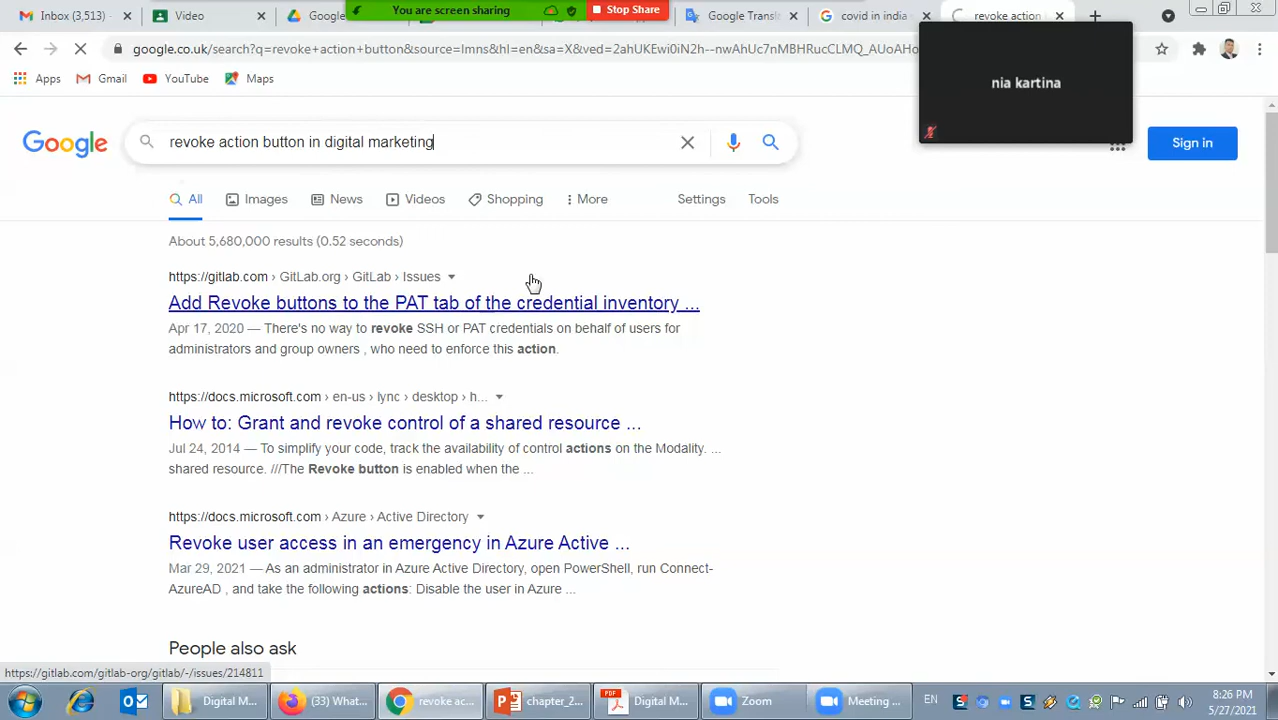 Inbox (3,513)
Video
Google
You are screen sharing
Stop Share
Google Transl
covid in india
revoke action
google.co.uk/search?q=revoke+action+button&source=lmns&hl=en&sa=X&ved=2ahUKEwi0iN2h--nwAhUc7nMBHRucCLMQ_AUoAHo
Apps
Gmail
YouTube
Maps
nia kartina
Google
revoke action button in digital marketing
Sign in
All
Images
News
Videos
Shopping
More
Settings
Tools
About 5,680,000 results (0.52 seconds)
https://gitlab.com › GitLab.org › GitLab › Issues
Add Revoke buttons to the PAT tab of the credential inventory ...
Apr 17, 2020 — There's no way to revoke SSH or PAT credentials on behalf of users for
administrators and group owners , who need to enforce this action.
https://docs.microsoft.com › en-us › lync › desktop › h...
How to: Grant and revoke control of a shared resource ...
Jul 24, 2014 — To simplify your code, track the availability of control actions on the Modality. ...
shared resource. ///The Revoke button is enabled when the ...
https://docs.microsoft.com › Azure › Active Directory
Revoke user access in an emergency in Azure Active ...
Mar 29, 2021 — As an administrator in Azure Active Directory, open PowerShell, run Connect-
AzureAD , and take the following actions: Disable the user in Azure ...
People also ask
https://gitlab.com/gitlab-org/gitlab/-/issues/214811
Digital M...
(33) What...
revoke ac...
chapter_2...
Digital M...
Zoom
Meeting ...
EN
8:26 PM
5/27/2021